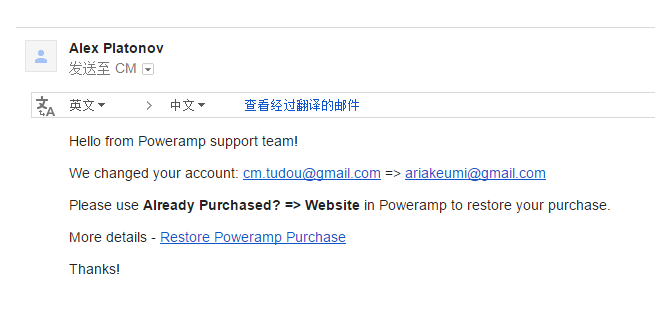 Alex Platonov
发送至 CM
英文 > 中文 查看经过翻译的邮件
Hello from Poweramp support team!
We changed your account: cm.tudou@gmail.com => ariakeumi@gmail.com
Please use Already Purchased? => Website in Poweramp to restore your purchase.
More details - Restore Poweramp Purchase
Thanks!